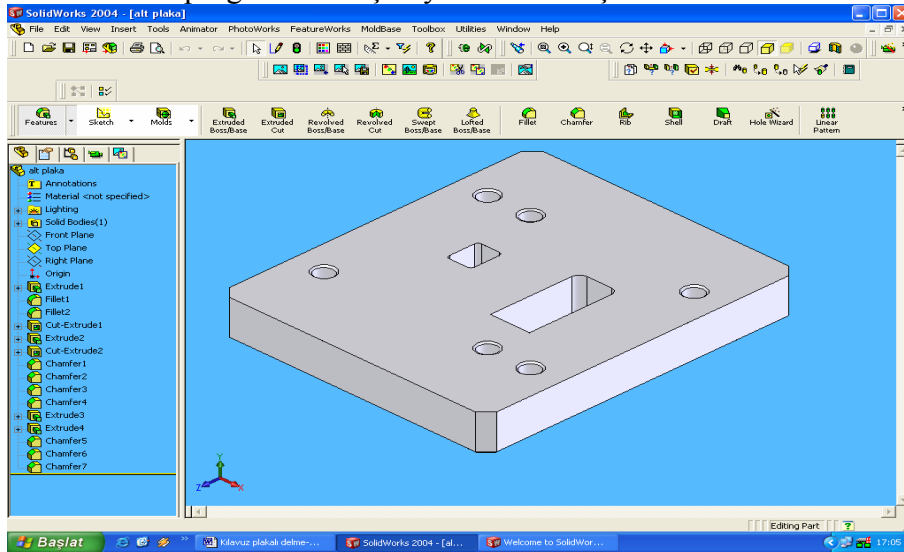 SolidWorks 2004 - [alt plaka]
File Edit View Insert Tools Animator PhotoWorks FeatureWorks MoldBase Toolbox Utilities Window Help
Features Sketch Molds Extruded Boss/Base Extruded Cut Revolved Boss/Base Revolved Cut Swept Boss/Base Lofted Boss/Base Fillet Chamfer Rib Shell Draft Hole Wizard Linear Pattern
alt plaka
Annotations
Material <not specified>
Lighting
Solid Bodies(1)
Front Plane
Top Plane
Right Plane
Origin
Extrude1
Fillet1
Fillet2
Cut-Extrude1
Extrude2
Cut-Extrude2
Chamfer1
Chamfer2
Chamfer3
Chamfer4
Extrude3
Extrude4
Chamfer5
Chamfer6
Chamfer7
Y
Z X
Editing Part
Başlat Kilavuz plakalı delme-... SolidWorks 2004 - [al... Welcome to SolidWor... 17:05